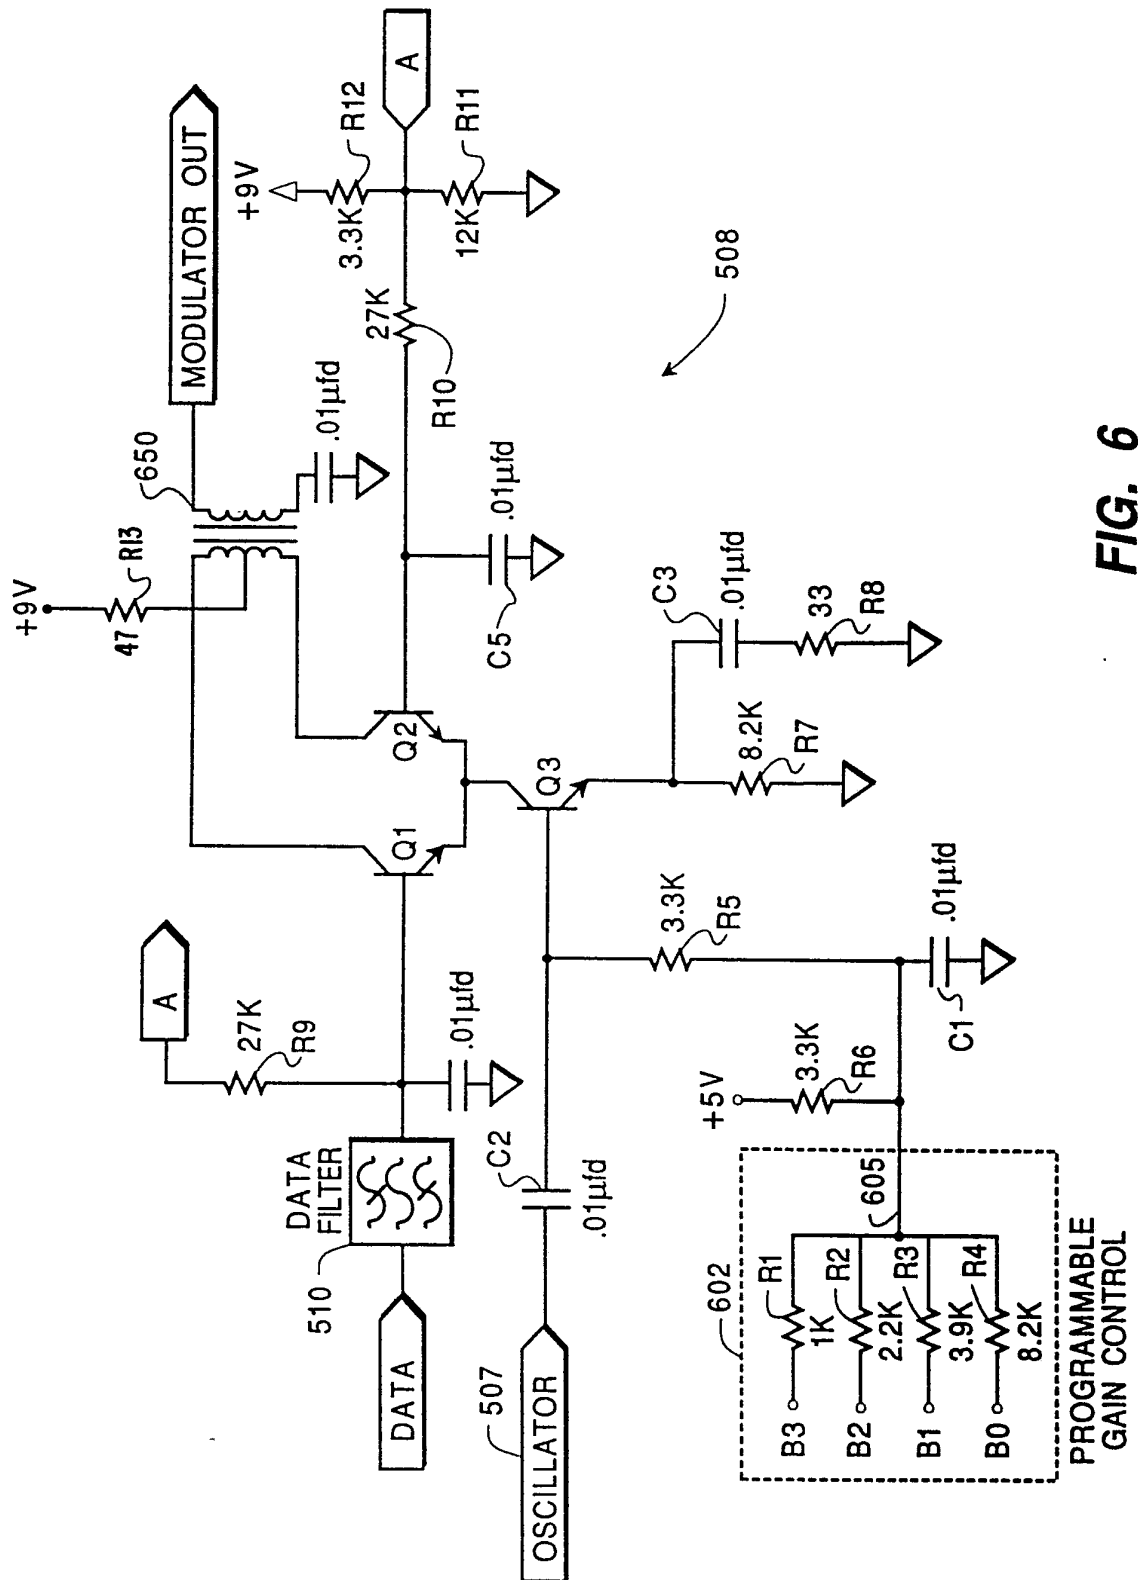 +9V
47
R13
650
MODULATOR OUT
.01µfd
+9V
3.3K
R12
A
12K
R11
27K
R10
A
27K
R9
DATA
DATA
FILTER
510
.01µfd
Q1
Q2
C5
.01µfd
508
OSCILLATOR
507
C2
.01µfd
Q3
3.3K
R5
8.2K
R7
C3
.01µfd
33
R8
+5V
3.3K
R6
C1
.01µfd
602
605
B3
1K
R1
B2
2.2K
R2
B1
3.9K
R3
B0
8.2K
R4
PROGRAMMABLE
GAIN CONTROL
FIG. 6